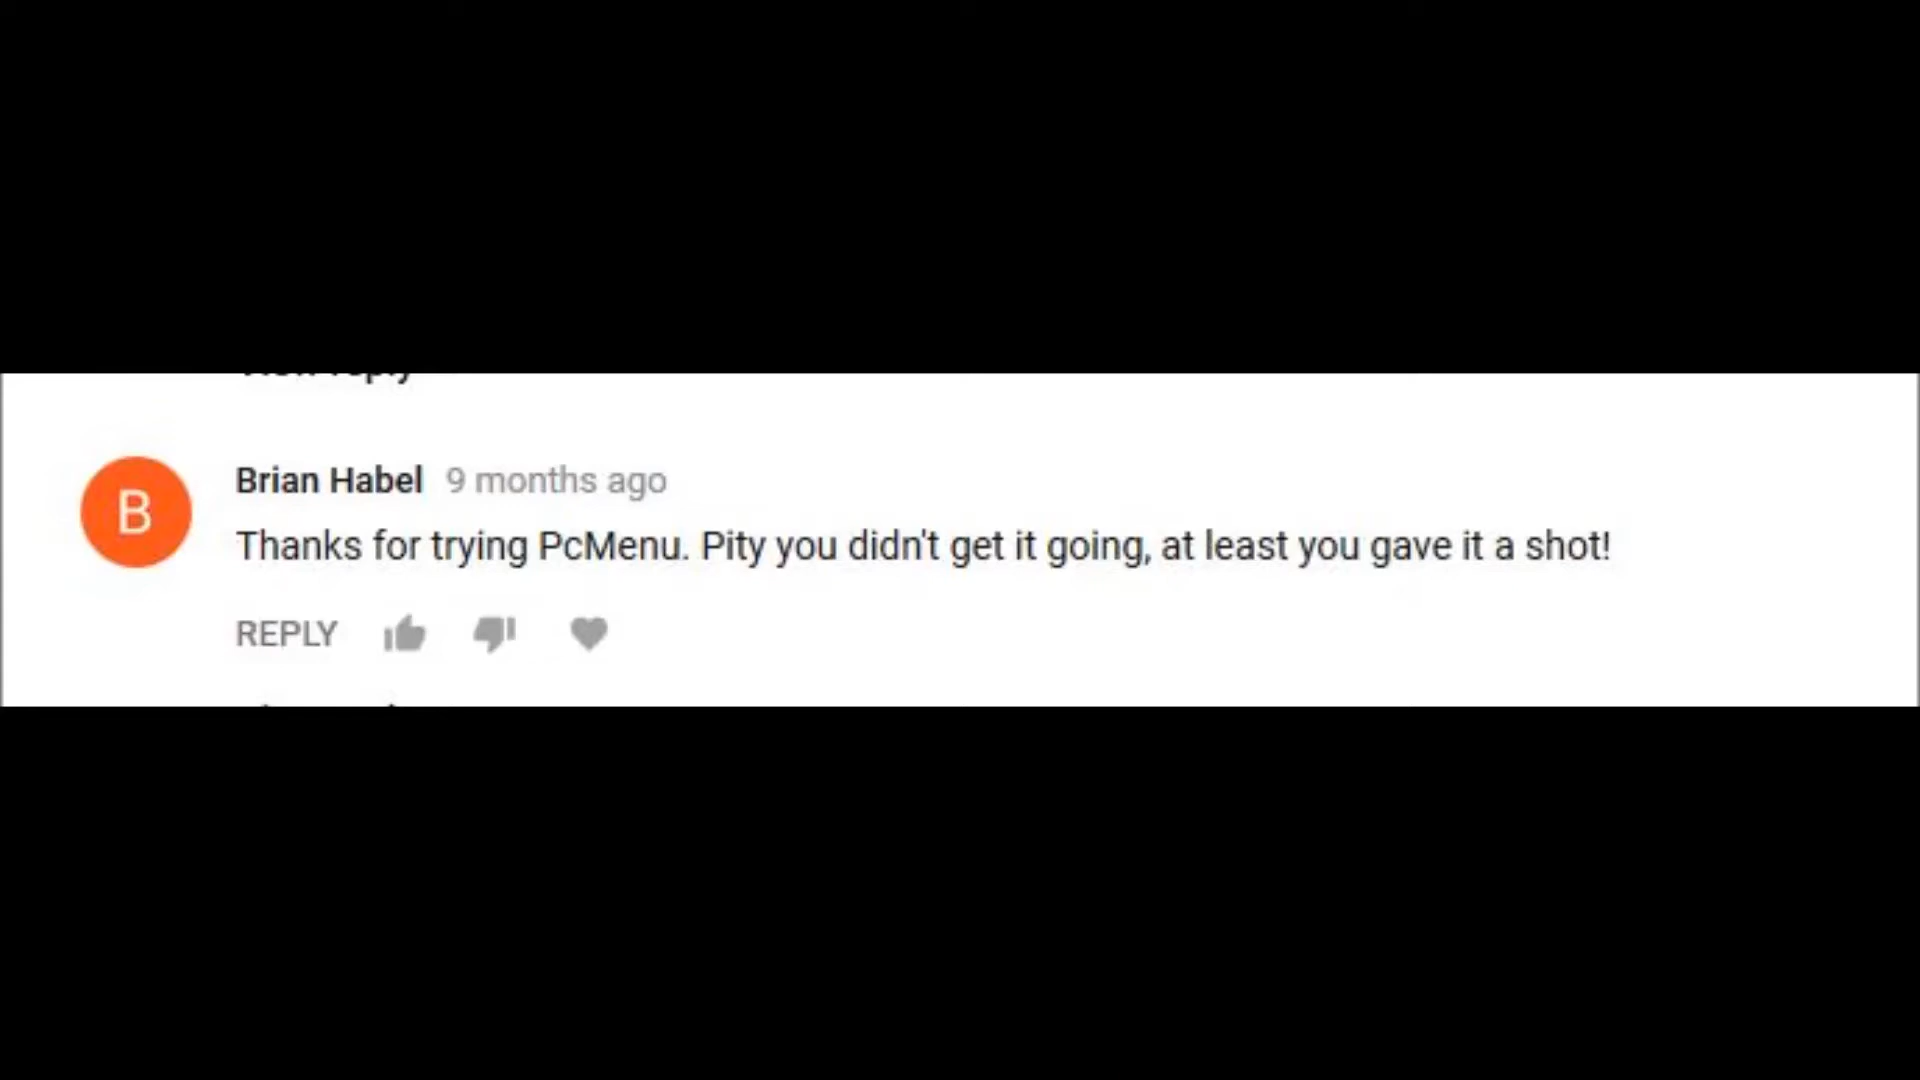 reply
B
Brian Habel 9 months ago
Thanks for trying PcMenu. Pity you didn't get it going, at least you gave it a shot!
REPLY